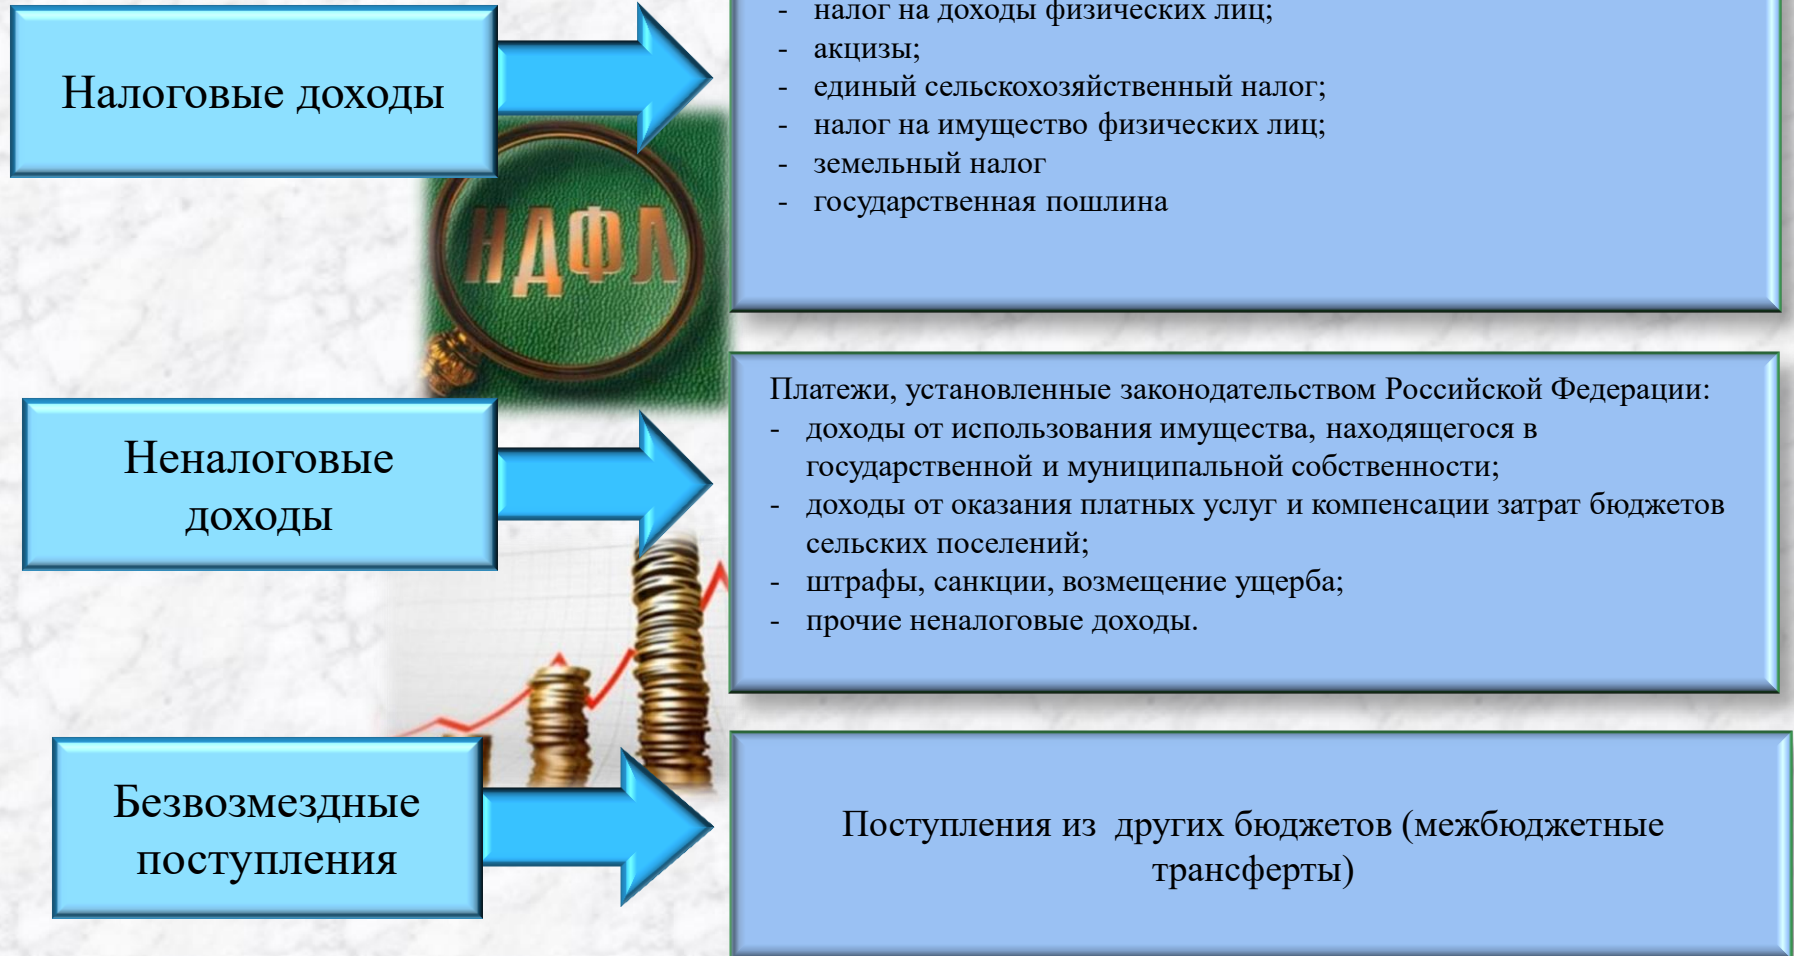 Налоговые доходы
- налог на доходы физических лиц;
- акцизы;
- единый сельскохозяйственный налог;
- налог на имущество физических лиц;
- земельный налог
- государственная пошлина
НДФЛ
Неналоговые
доходы
Платежи, установленные законодательством Российской Федерации:
- доходы от использования имущества, находящегося в
государственной и муниципальной собственности;
- доходы от оказания платных услуг и компенсации затрат бюджетов
сельских поселений;
- штрафы, санкции, возмещение ущерба;
- прочие неналоговые доходы.
Безвозмездные
поступления
Поступления из других бюджетов (межбюджетные
трансферты)